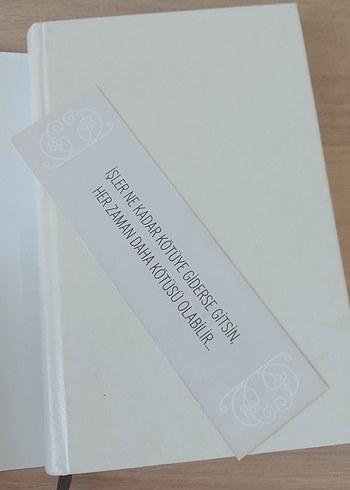 İŞLER NE KADAR KÖTÜYE GİDERSE GİTSİN,
HER ZAMAN DAHA KÖTÜSÜ OLABİLİR...